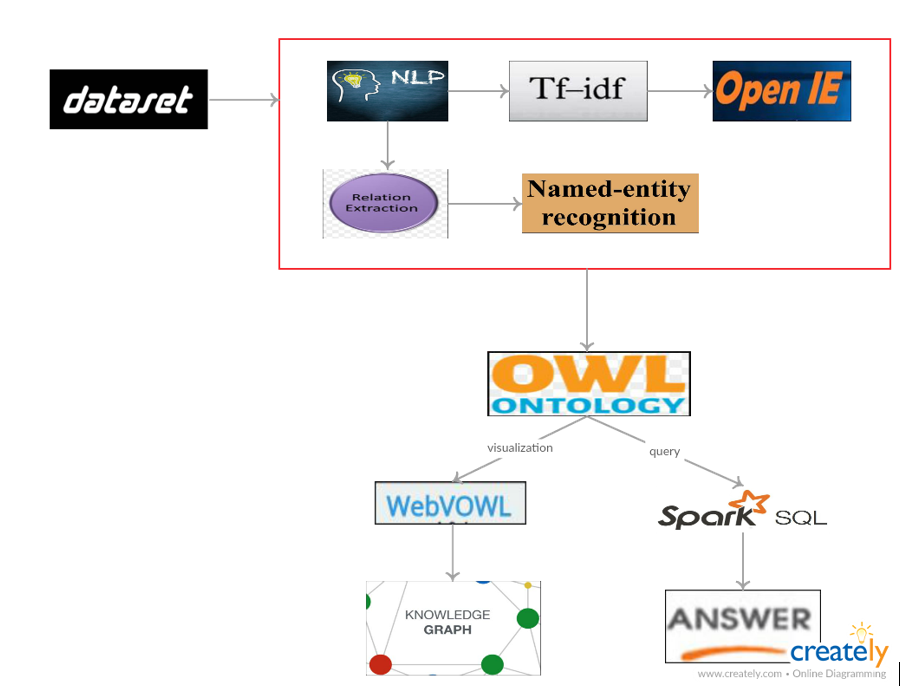 dataset
NLP
Tf–idf
Open IE
Relation
Extraction
Named-entity
recognition
OWL
ONTOLOGY
visualization
query
WebVOWL
Spark SQL
KNOWLEDGE
GRAPH
ANSWER
creately
www.creately.com • Online Diagramming